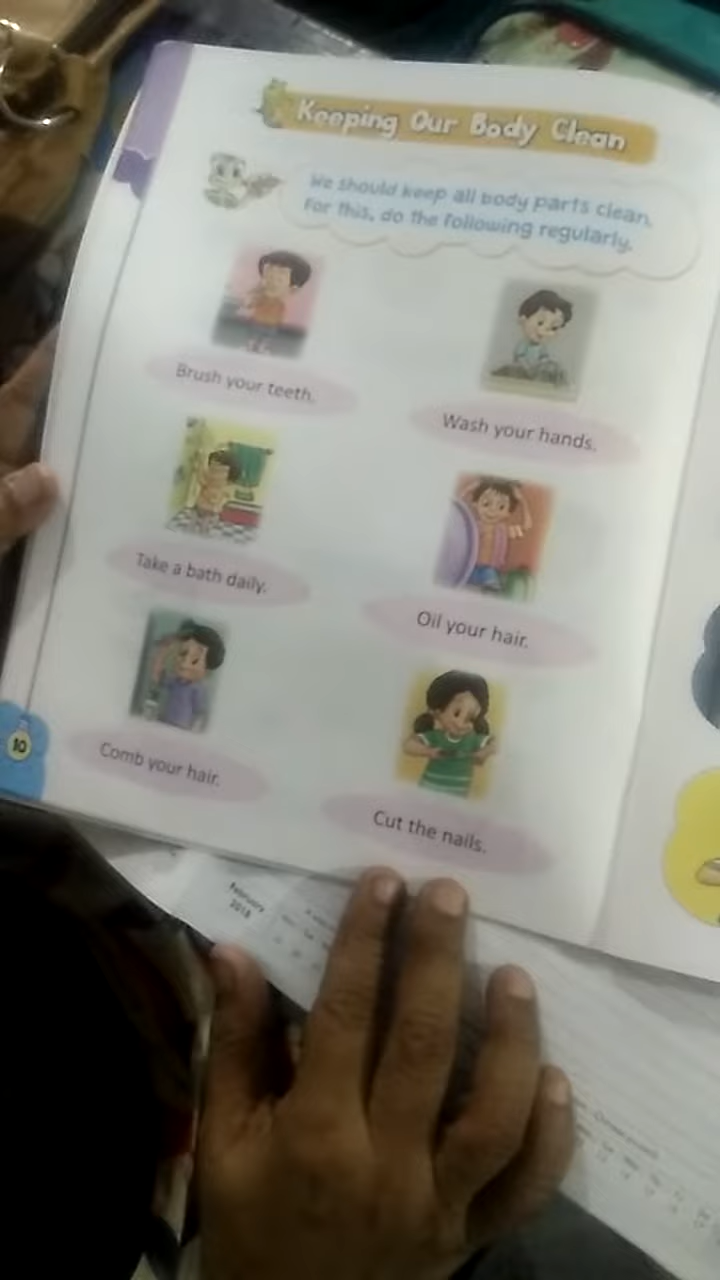 Keeping Our Body Clean
We should keep all body parts clean.
For this, do the following regularly.
Brush your teeth.
Wash your hands.
Take a bath daily.
Oil your hair.
Comb your hair.
Cut the nails.
10
February
2018